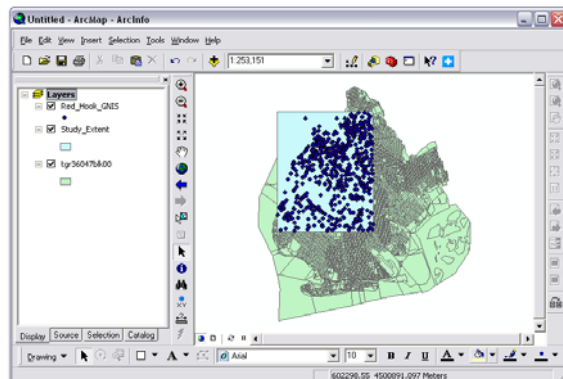 Untitled - ArcMap - ArcInfo
File Edit View Insert Selection Tools Window Help
1:253,151
Layers
Red_Hook_GNIS
Study_Extent
tgr36047blk00
Display Source Selection Catalog
Drawing A Arial 10 B I U A
602298.55 4500891.097 Meters